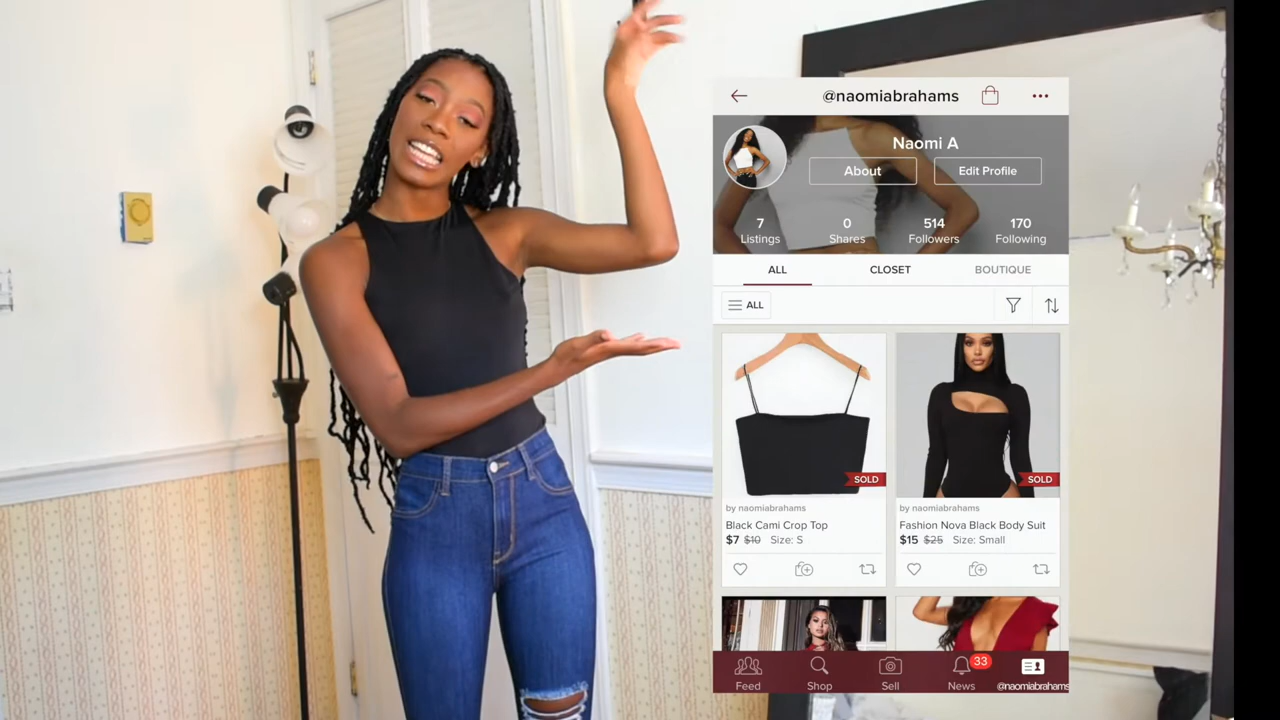 @naomiabrahams
Naomi A
About
Edit Profile
7
Listings
0
Shares
514
Followers
170
Following
ALL
CLOSET
BOUTIQUE
ALL
SOLD
by naomiabrahams
Black Cami Crop Top
$7 $10 Size: S
SOLD
by naomiabrahams
Fashion Nova Black Body Suit
$15 $25 Size: Small
Feed
Shop
Sell
33
News
@naomiabrahams